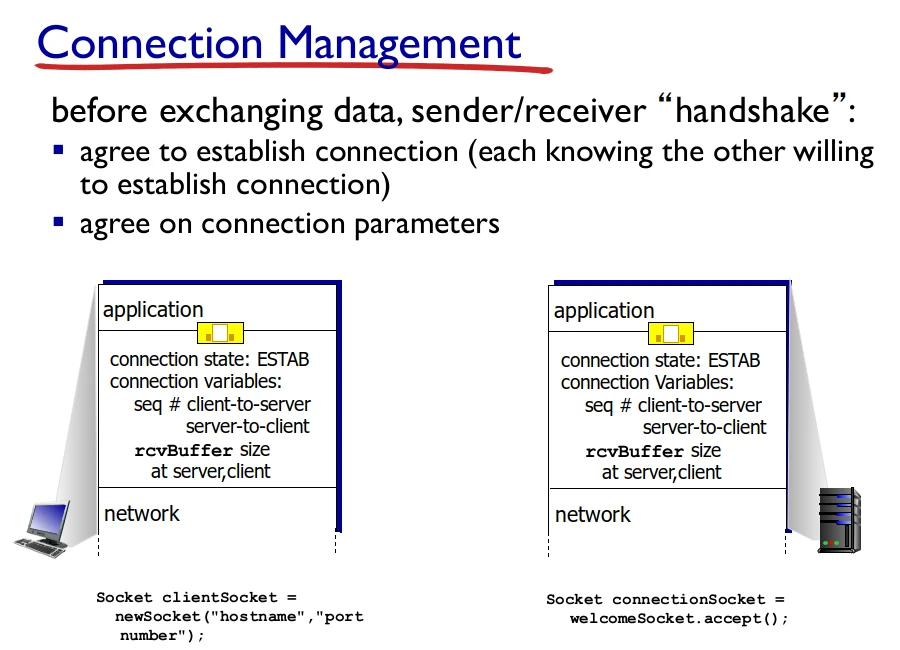 Connection Management
before exchanging data, sender/receiver “handshake”:
agree to establish connection (each knowing the other willing
to establish connection)
agree on connection parameters
application
connection state: ESTAB
connection variables:
seq # client-to-server
server-to-client
rcvBuffer size
at server,client
network
application
connection state: ESTAB
connection Variables:
seq # client-to-server
server-to-client
rcvBuffer size
at server,client
network
Socket clientSocket =
newSocket("hostname","port
number");
Socket connectionSocket =
welcomeSocket.accept();